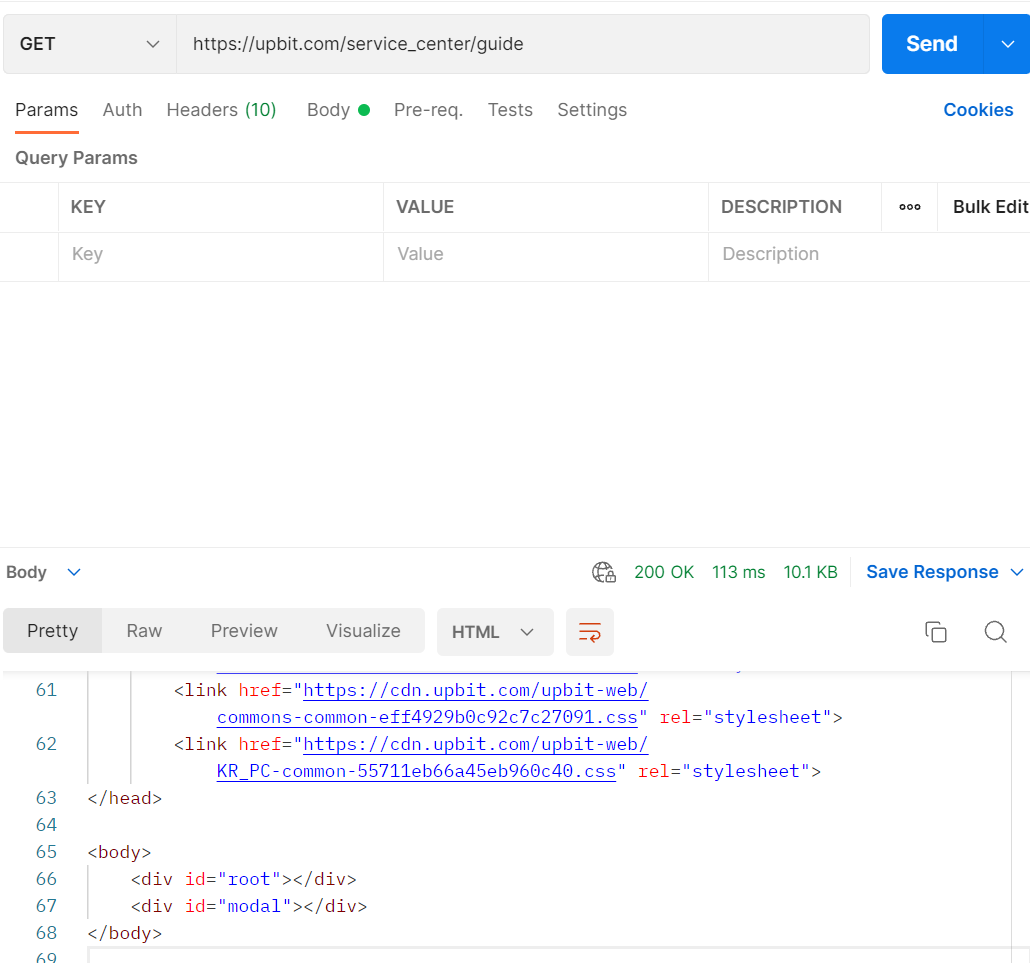 GET https://upbit.com/service_center/guide Send
Params Auth Headers (10) Body Pre-req. Tests Settings Cookies
Query Params
KEY VALUE DESCRIPTION ooo Bulk Edit
Key Value Description
Body 200 OK 113 ms 10.1 KB Save Response
Pretty Raw Preview Visualize HTML
61 <link href="https://cdn.upbit.com/upbit-web/
commons-common-eff4929b0c92c7c27091.css" rel="stylesheet">
62 <link href="https://cdn.upbit.com/upbit-web/
KR_PC-common-55711eb66a45eb960c40.css" rel="stylesheet">
63 </head>
64
65 <body>
66 <div id="root"></div>
67 <div id="modal"></div>
68 </body>
69